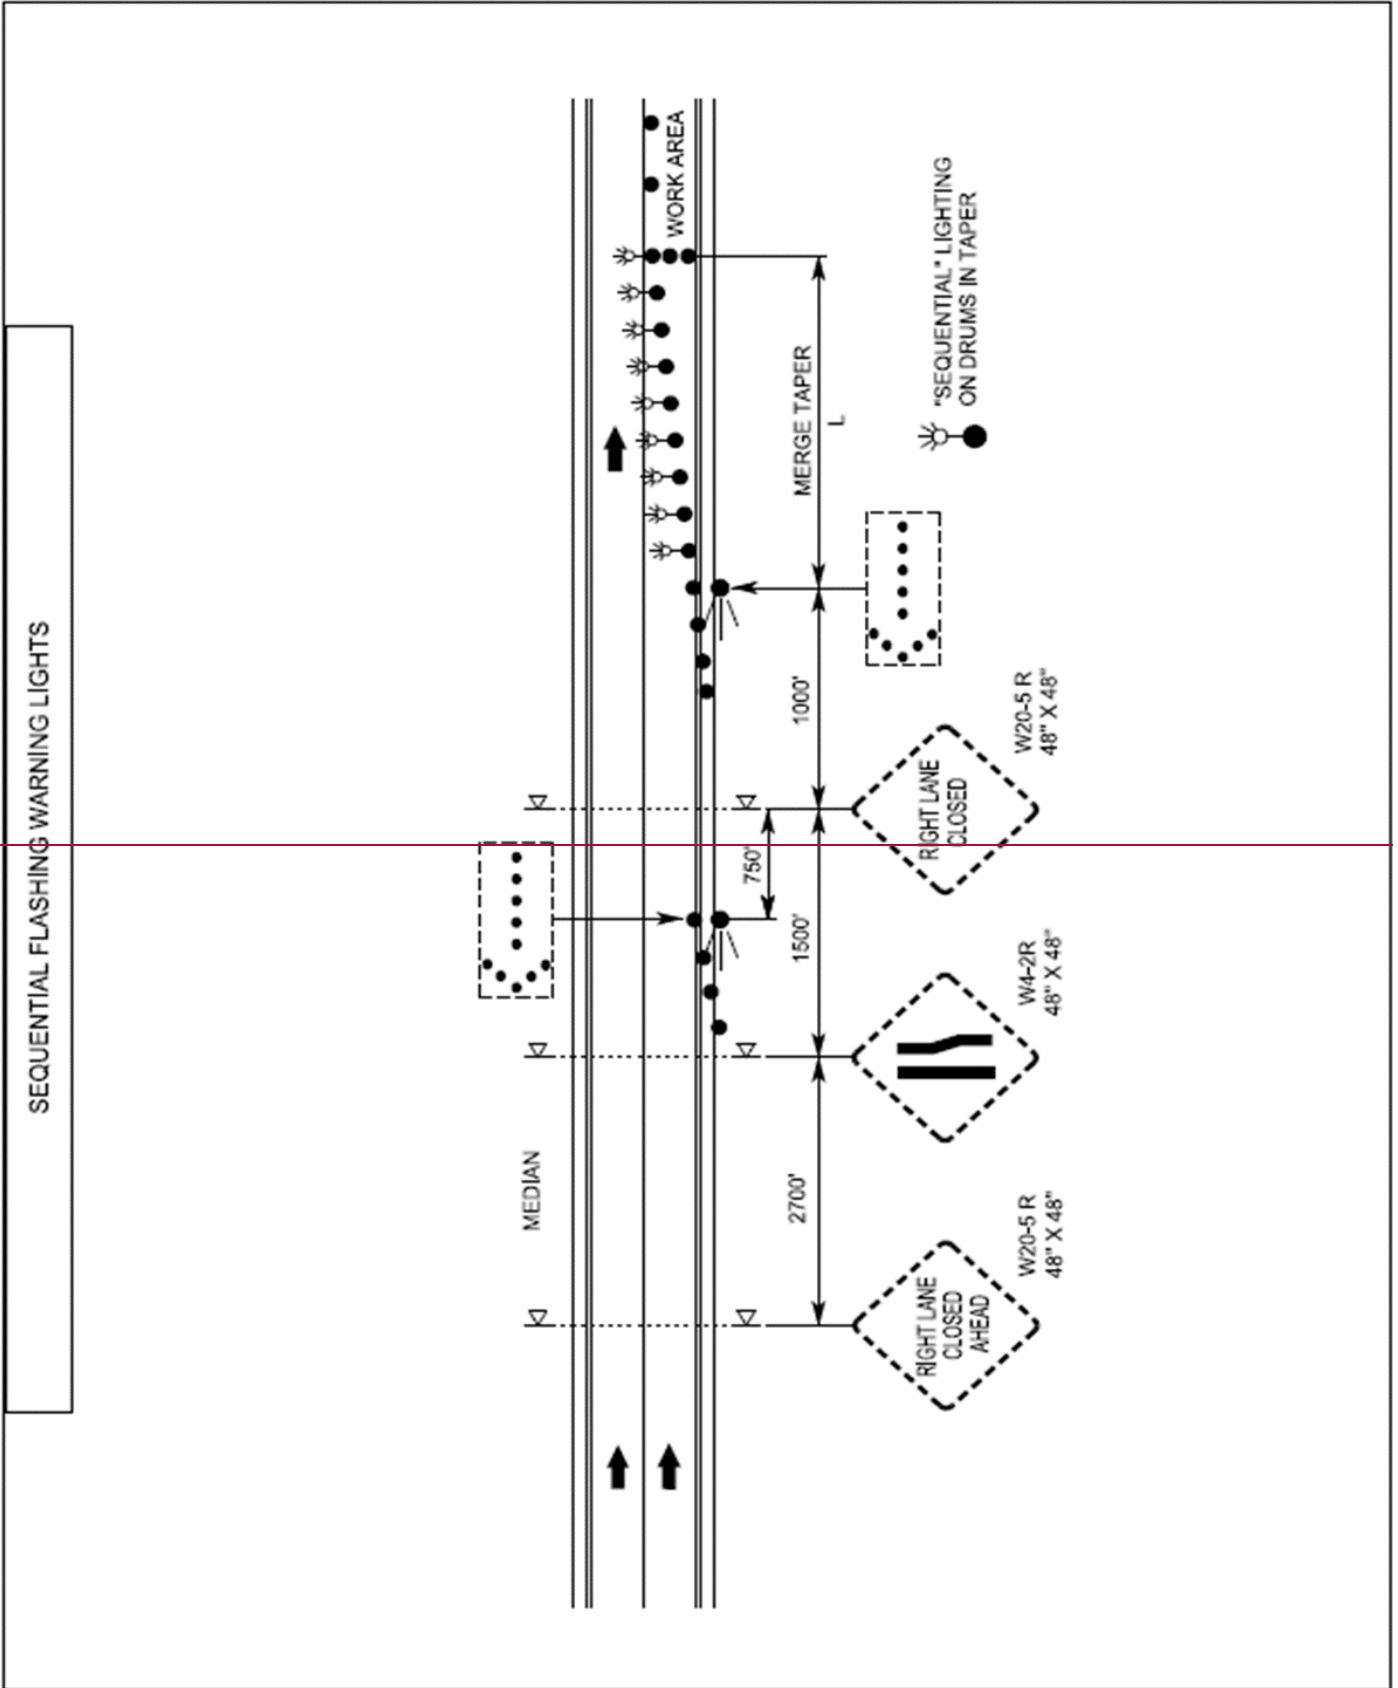 SEQUENTIAL FLASHING WARNING LIGHTS
MEDIAN
WORK AREA
2700'
1500'
750'
1000'
MERGE TAPER
L
RIGHT LANE
CLOSED
AHEAD
W20-5 R
48" X 48"
W4-2R
48" X 48"
RIGHT LANE
CLOSED
W20-5 R
48" X 48"
"SEQUENTIAL" LIGHTING
ON DRUMS IN TAPER